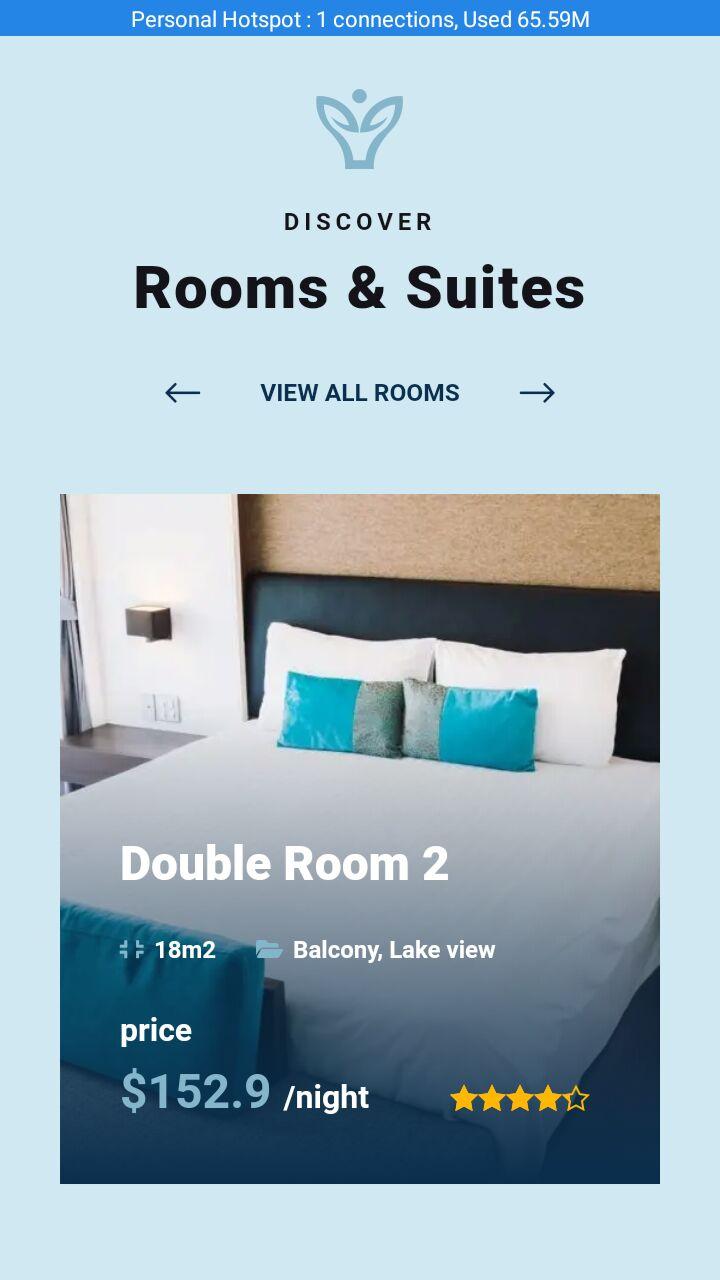 Personal Hotspot : 1 connections, Used 65.59M
DISCOVER
Rooms & Suites
VIEW ALL ROOMS
Double Room 2
18m2 Balcony, Lake view
price
$152.9 /night